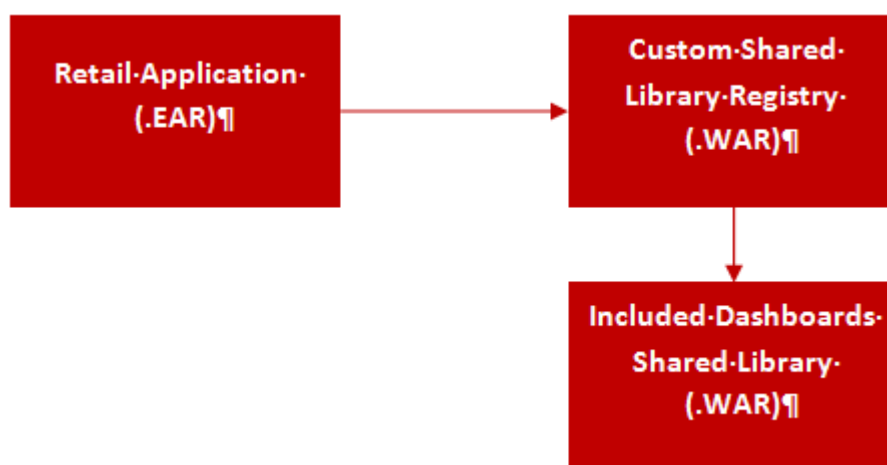 Retail·Application·
(.EAR)¶
Custom·Shared·
Library·Registry·
(.WAR)¶
Included·Dashboards·
Shared·Library·
(.WAR)¶